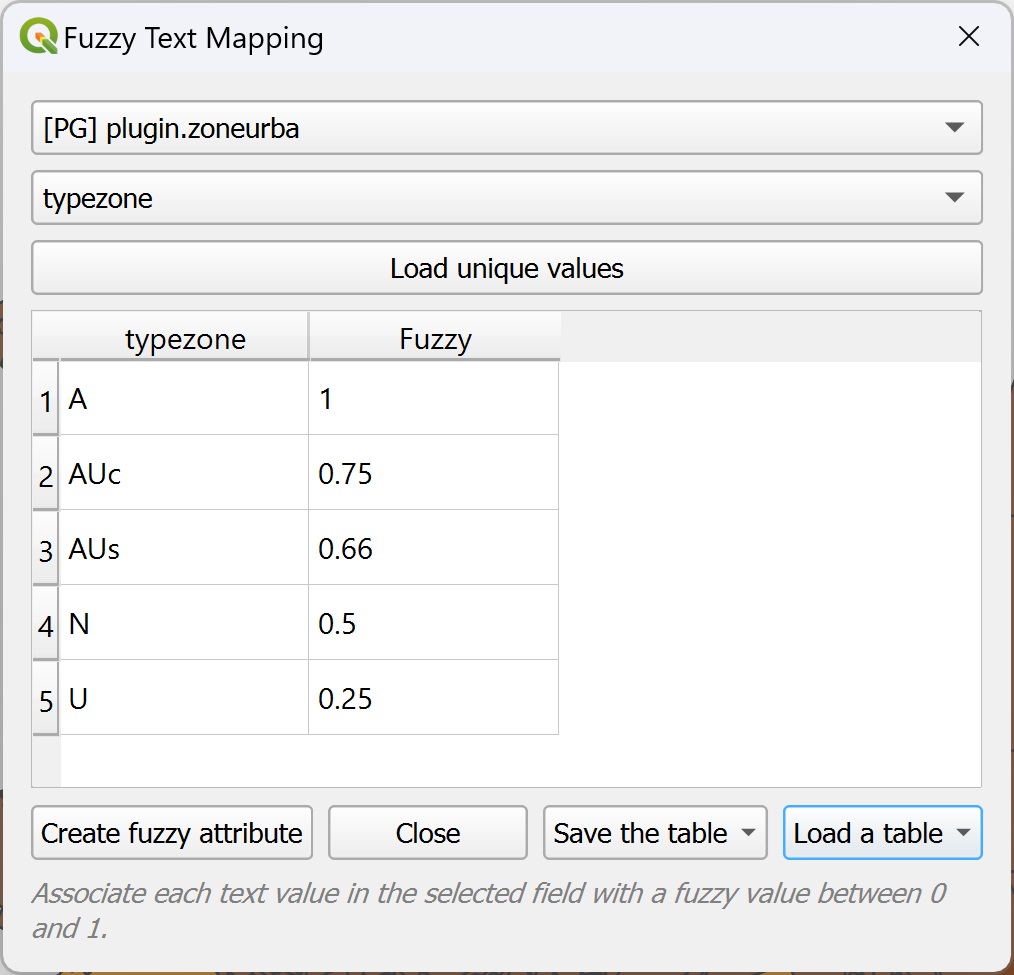 Fuzzy Text Mapping
[PG] plugin.zoneurba
typezone
Load unique values
typezone Fuzzy
1 A 1
2 AUc 0.75
3 AUs 0.66
4 N 0.5
5 U 0.25
Create fuzzy attribute Close Save the table Load a table
Associate each text value in the selected field with a fuzzy value between 0
and 1.